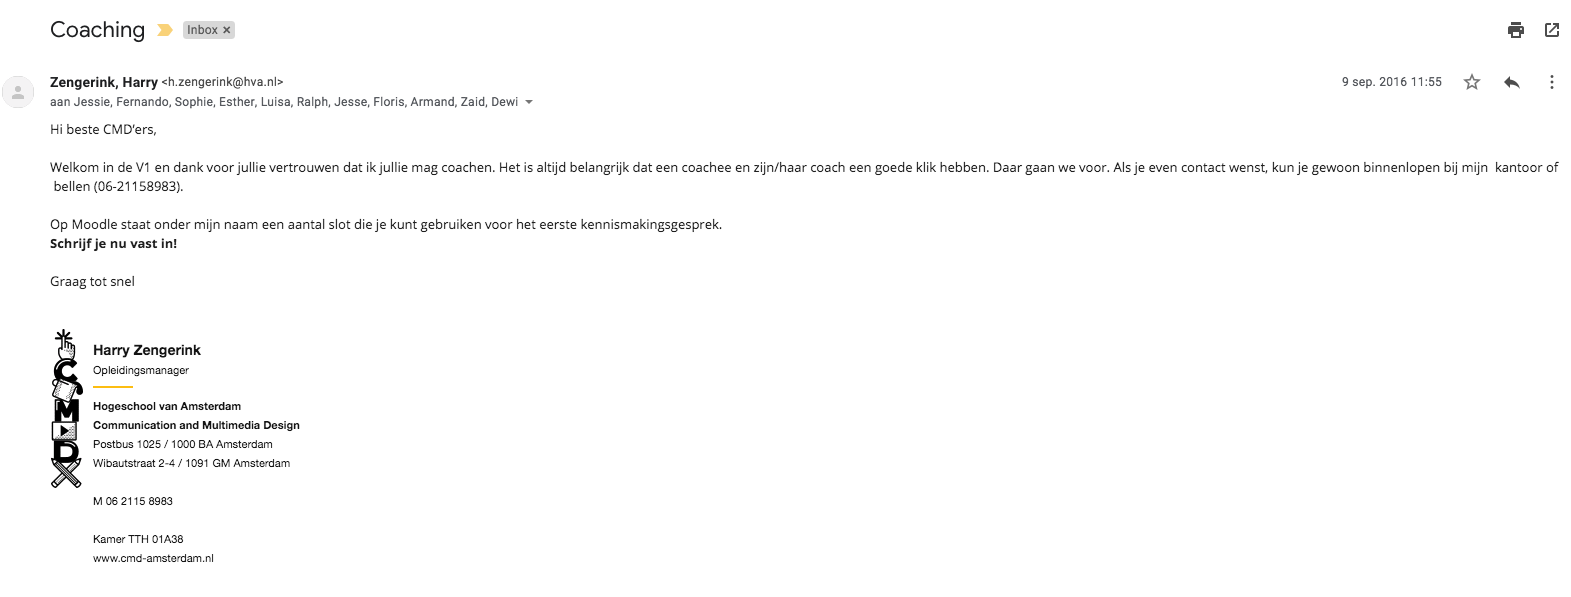 Coaching
Inbox ×
Zengerink, Harry <h.zengerink@hva.nl>
9 sep. 2016 11:55
aan Jessie, Fernando, Sophie, Esther, Luisa, Ralph, Jesse, Floris, Armand, Zaid, Dewi
Hi beste CMD'ers,
Welkom in de V1 en dank voor jullie vertrouwen dat ik jullie mag coachen. Het is altijd belangrijk dat een coachee en zijn/haar coach een goede klik hebben. Daar gaan we voor. Als je even contact wenst, kun je gewoon binnenlopen bij mijn  kantoor of
bellen (06-21158983).
Op Moodle staat onder mijn naam een aantal slot die je kunt gebruiken voor het eerste kennismakingsgesprek.
Schrijf je nu vast in!
Graag tot snel
CMD
Harry Zengerink
Opleidingsmanager
Hogeschool van Amsterdam
Communication and Multimedia Design
Postbus 1025 / 1000 BA Amsterdam
Wibautstraat 2-4 / 1091 GM Amsterdam
M 06 2115 8983
Kamer TTH 01A38
www.cmd-amsterdam.nl